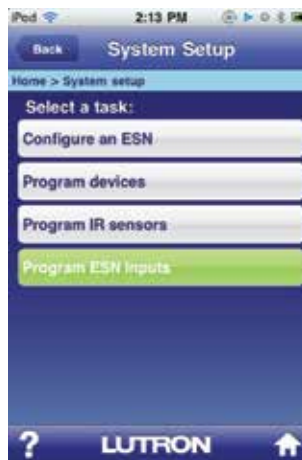 iPod 2:13 PM
Back System Setup
Home > System setup
Select a task:
Configure an ESN
Program devices
Program IR sensors
Program ESN Inputs
? LUTRON